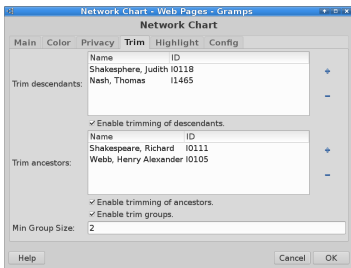 Network Chart - Web Pages - Gramps
Network Chart
Main Color Privacy Trim Highlight Config
Name ID
Shakesphere, Judith I0118
Nash, Thomas I1465
Trim descendants:
Enable trimming of descendants.
Name ID
Shakespeare, Richard I0111
Webb, Henry Alexander I0105
Trim ancestors:
Enable trimming of ancestors.
Enable trim groups.
Min Group Size: 2
Help Cancel OK